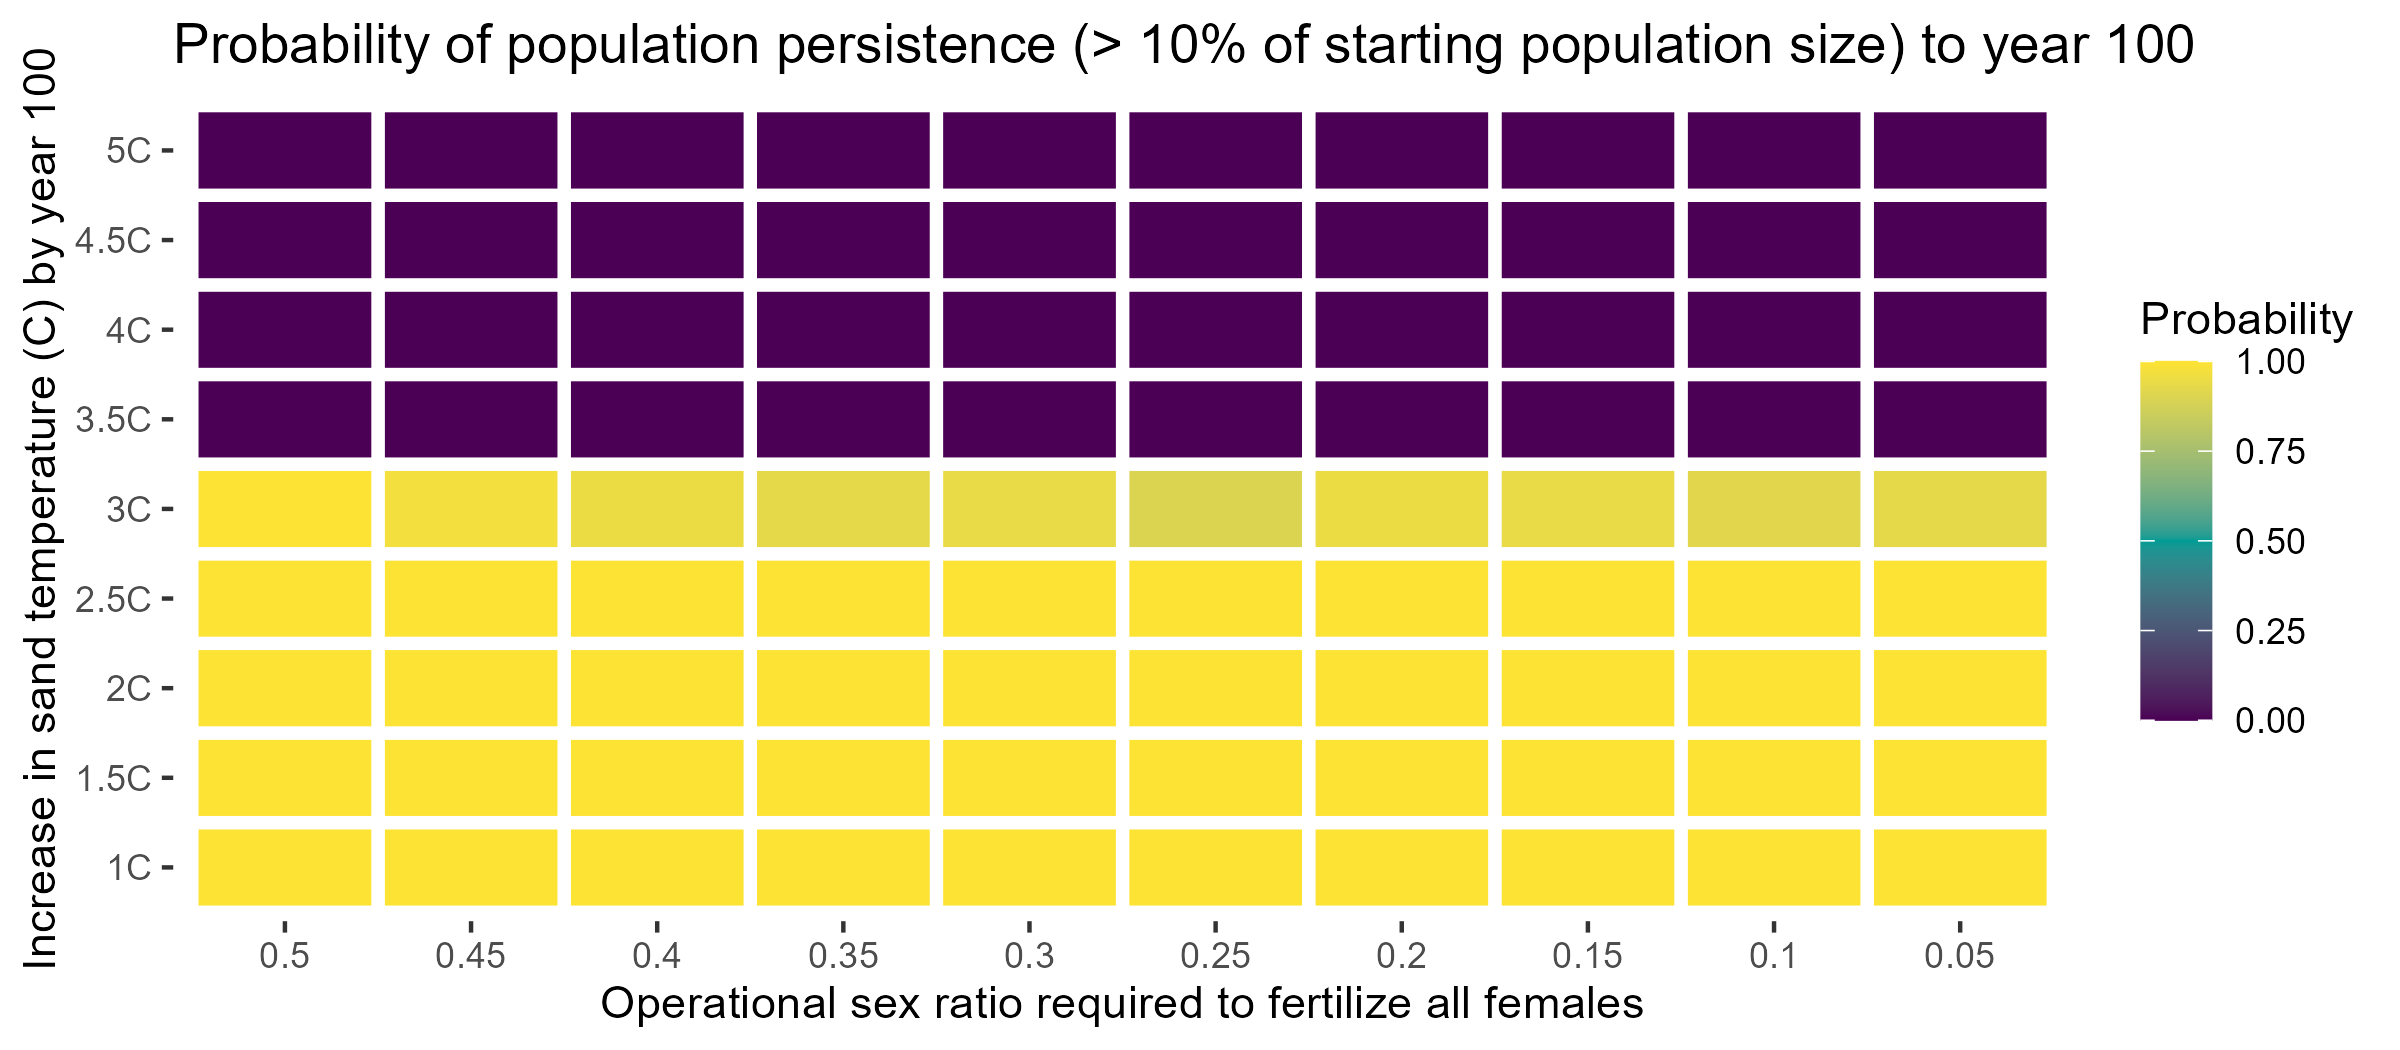 Probability of population persistence (> 10% of starting population size) to year 100
Increase in sand temperature (C) by year 100
5C
4.5C
4C
3.5C
3C
2.5C
2C
1.5C
1C
0.5 0.45 0.4 0.35 0.3 0.25 0.2 0.15 0.1 0.05
Operational sex ratio required to fertilize all females
Probability
1.00
0.75
0.50
0.25
0.00